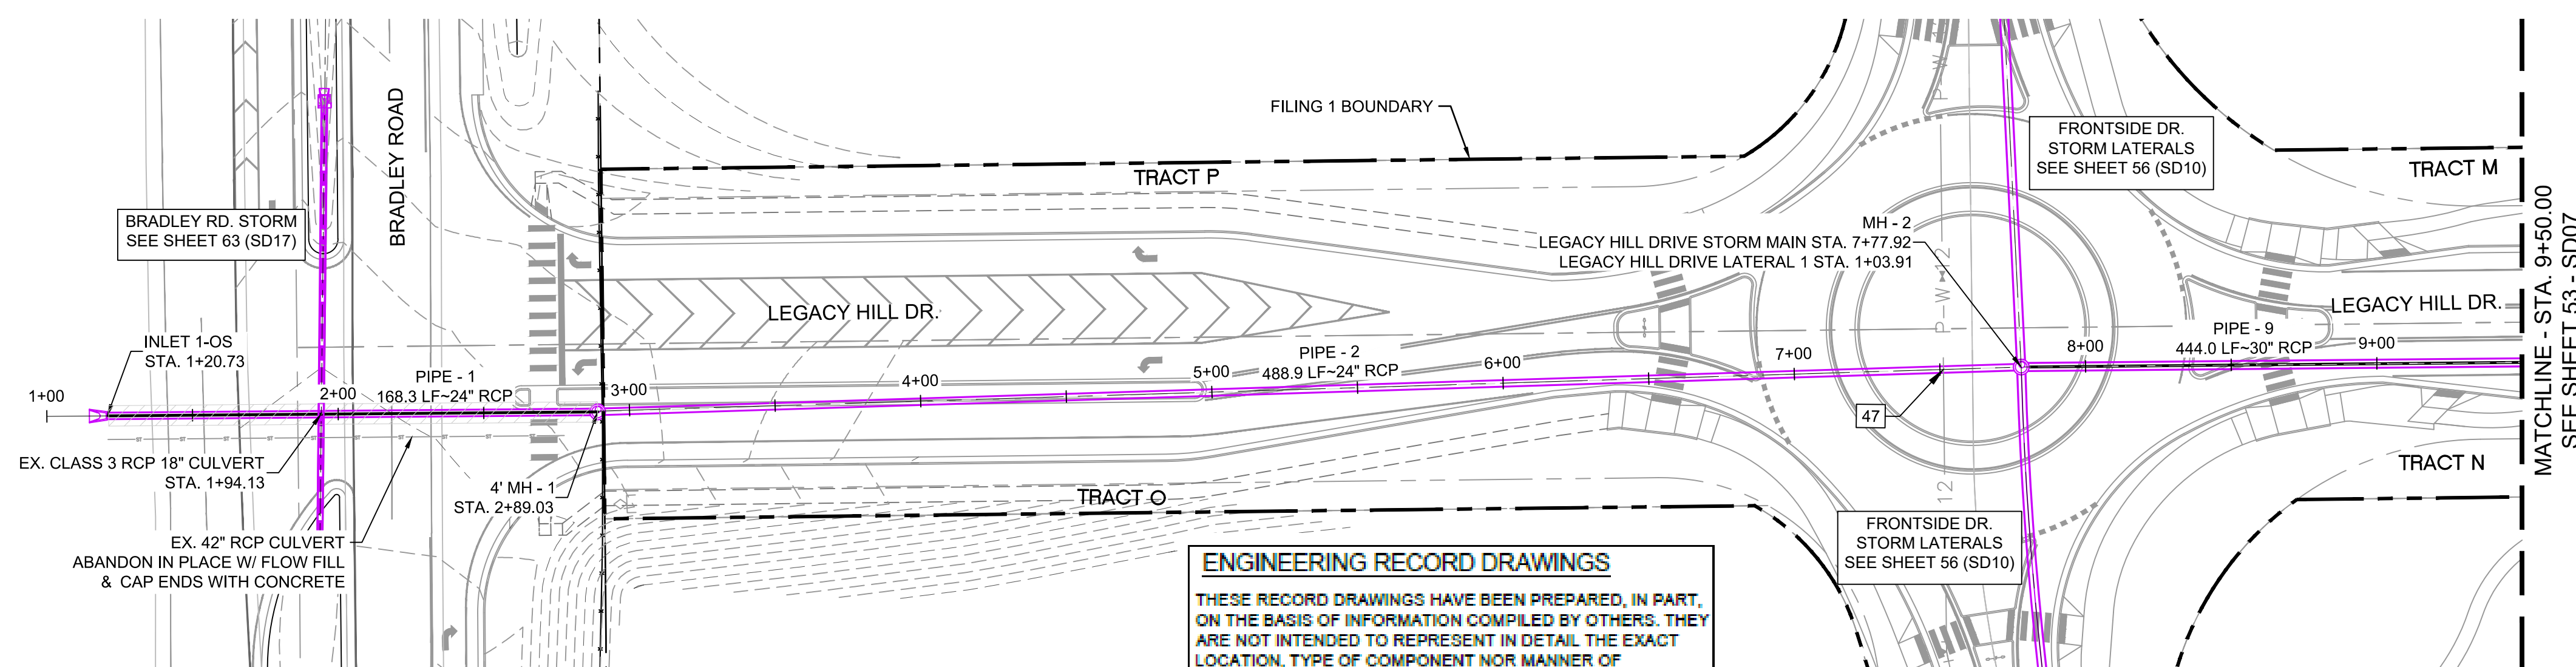 FILING 1 BOUNDARY
BRADLEY ROAD
TRACT P
FRONTSIDE DR.
STORM LATERALS
SEE SHEET 56 (SD10)
TRACT M
BRADLEY RD. STORM
SEE SHEET 63 (SD17)
MH - 2
LEGACY HILL DRIVE STORM MAIN STA. 7+77.92
LEGACY HILL DRIVE LATERAL 1 STA. 1+03.91
LEGACY HILL DR.
LEGACY HILL DR.
INLET 1-OS
STA. 1+20.73
PIPE - 1
168.3 LF~24" RCP
PIPE - 2
488.9 LF~24" RCP
PIPE - 9
444.0 LF~30" RCP
1+00
2+00
3+00
4+00
5+00
6+00
7+00
8+00
9+00
47
EX. CLASS 3 RCP 18" CULVERT
STA. 1+94.13
4' MH - 1
STA. 2+89.03
TRACT O
TRACT N
EX. 42" RCP CULVERT
ABANDON IN PLACE W/ FLOW FILL
& CAP ENDS WITH CONCRETE
FRONTSIDE DR.
STORM LATERALS
SEE SHEET 56 (SD10)
MATCHLINE - STA. 9+50.00
SEE SHEET 53 - SD07
ENGINEERING RECORD DRAWINGS
THESE RECORD DRAWINGS HAVE BEEN PREPARED, IN PART,
ON THE BASIS OF INFORMATION COMPILED BY OTHERS. THEY
ARE NOT INTENDED TO REPRESENT IN DETAIL THE EXACT
LOCATION, TYPE OF COMPONENT NOR MANNER OF